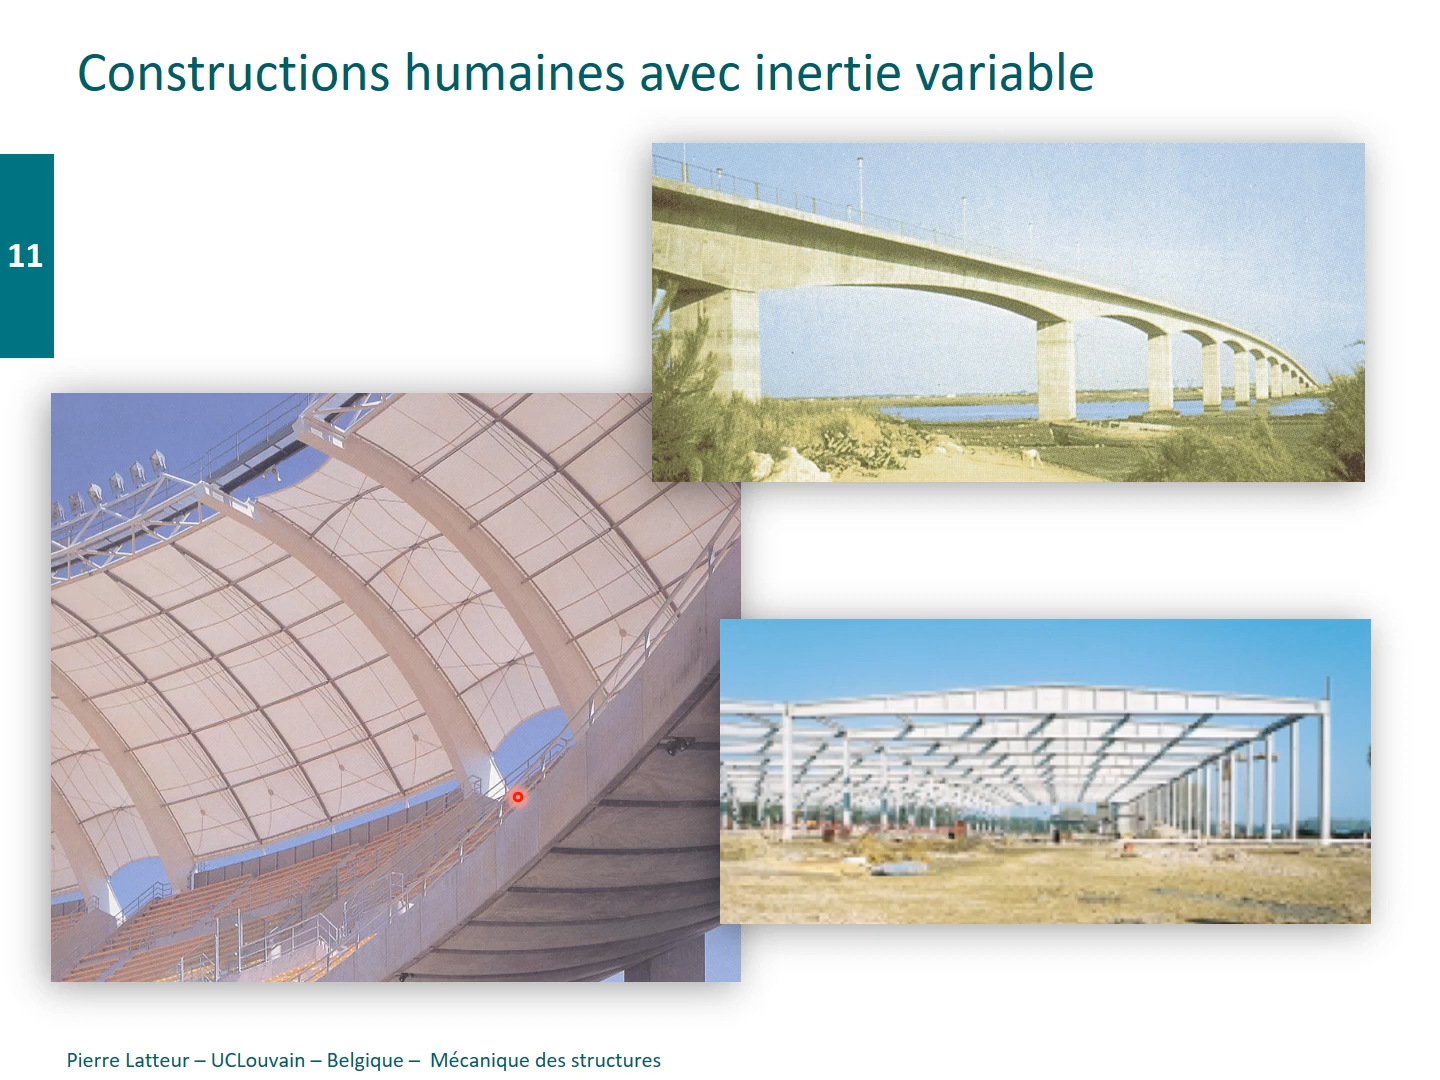 Constructions humaines avec inertie variable
11
Pierre Latteur – UCLouvain – Belgique – Mécanique des structures